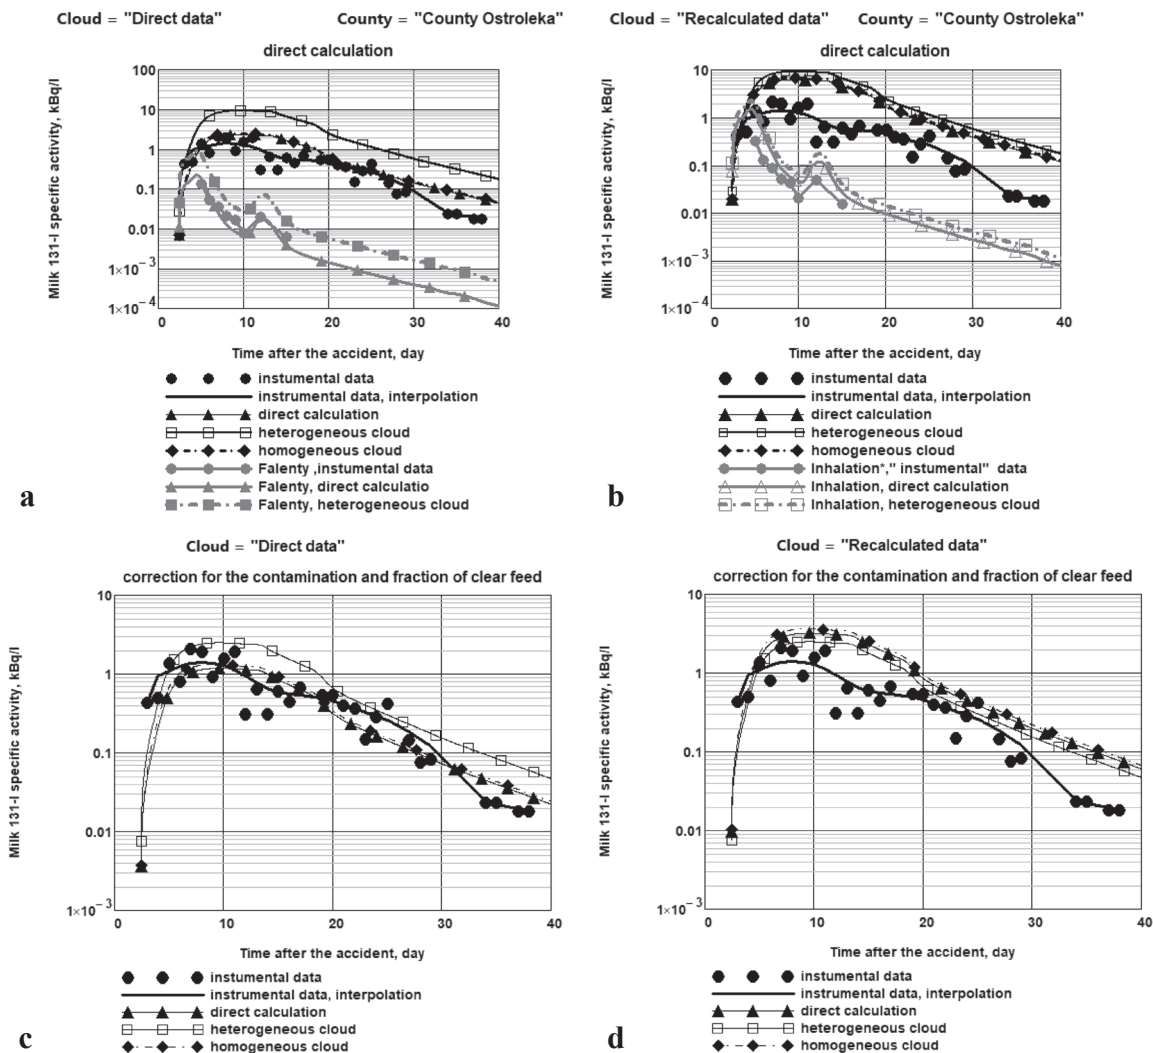 Cloud = "Direct data" County = "County Ostroleka"
direct calculation
Milk 131-I specific activity, kBq/l
100
10
1
0.1
0.01
1×10⁻³
1×10⁻⁴
0 10 20 30 40
Time after the accident, day
instumental data
instrumental data, interpolation
direct calculation
heterogeneous cloud
homogeneous cloud
Falenty ,instumental data
Falenty, direct calculatio
Falenty, heterogeneous cloud
a
Cloud = "Recalculated data" County = "County Ostroleka"
direct calculation
Milk 131-I specific activity, kBq/l
10
1
0.1
0.01
1×10⁻³
1×10⁻⁴
0 10 20 30 40
Time after the accident, day
instumental data
instrumental data, interpolation
direct calculation
heterogeneous cloud
homogeneous cloud
Inhalation*," instumental" data
Inhalation, direct calculation
Inhalation, heterogeneous cloud
b
Cloud = "Direct data"
correction for the contamination and fraction of clear feed
Milk 131-I specific activity, kBq/l
10
1
0.1
0.01
1×10⁻³
0 10 20 30 40
Time after the accident, day
instumental data
instrumental data, interpolation
direct calculation
heterogeneous cloud
homogeneous cloud
c
Cloud = "Recalculated data"
correction for the contamination and fraction of clear feed
Milk 131-I specific activity, kBq/l
10
1
0.1
0.01
1×10⁻³
0 10 20 30 40
Time after the accident, day
instumental data
instrumental data, interpolation
direct calculation
heterogeneous cloud
homogeneous cloud
d